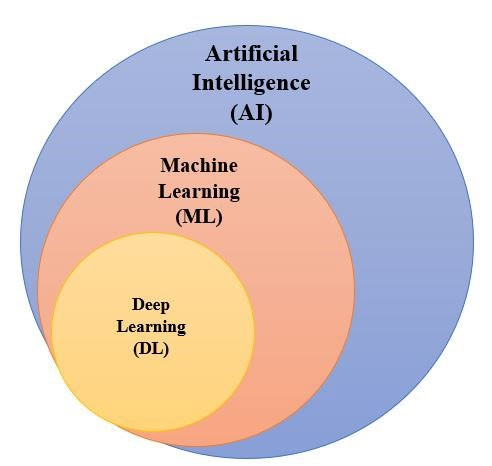 Artificial
Intelligence
(AI)
Machine
Learning
(ML)
Deep
Learning
(DL)